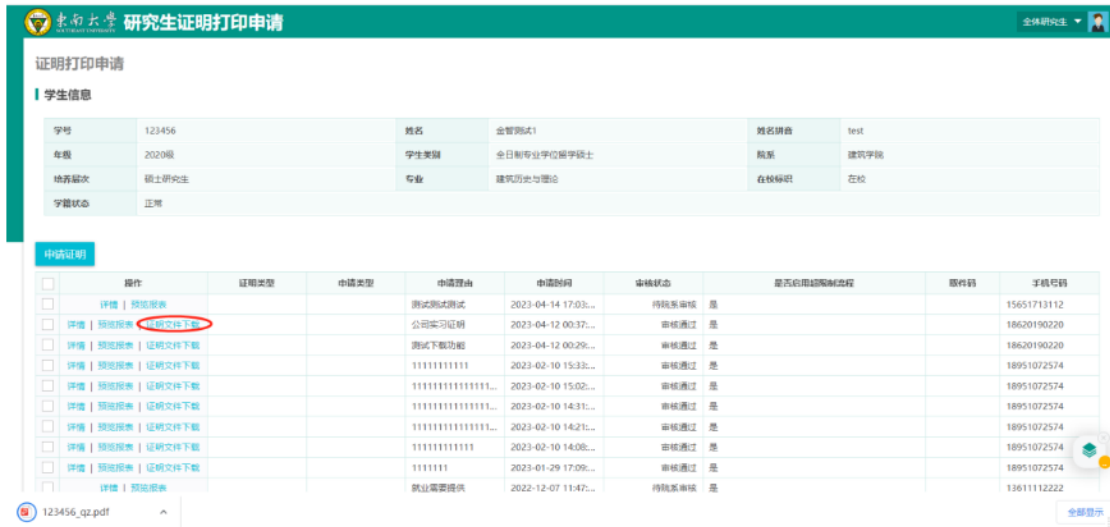 东南大学 研究生证明打印申请 全体研究生
SOUTHEAST UNIVERSITY
证明打印申请
学生信息
学号 123456 姓名 金智测试1 姓名拼音 test
年级 2020级 学生类别 全日制专业学位留学硕士 院系 建筑学院
培养层次 硕士研究生 专业 建筑历史与理论 在校标识 在校
学籍状态 正常
申请证明
操作 证明类型 申请类型 申请理由 申请时间 审核状态 是否启用超限制流程 取件码 手机号码
详情 | 预览报表 测试测试测试 2023-04-14 17:03:... 待院系审核 是 15651713112
详情 | 预览报表 | 证明文件下载 公司实习证明 2023-04-12 00:37:... 审核通过 是 18620190220
详情 | 预览报表 | 证明文件下载 测试下载功能 2023-04-12 00:29:... 审核通过 是 18620190220
详情 | 预览报表 | 证明文件下载 11111111111 2023-02-10 15:33:... 审核通过 是 18951072574
详情 | 预览报表 | 证明文件下载 111111111111111... 2023-02-10 15:02:... 审核通过 是 18951072574
详情 | 预览报表 | 证明文件下载 111111111111111... 2023-02-10 14:31:... 审核通过 是 18951072574
详情 | 预览报表 | 证明文件下载 111111111111111... 2023-02-10 14:21:... 审核通过 是 18951072574
详情 | 预览报表 | 证明文件下载 111111111111 2023-02-10 14:08:... 审核通过 是 18951072574
详情 | 预览报表 | 证明文件下载 1111111 2023-01-29 17:09:... 审核通过 是 18951072574
详情 | 预览报表 就业需要提供 2022-12-07 11:47:... 待院系审核 是 13611112222
123456_qz.pdf 全部显示